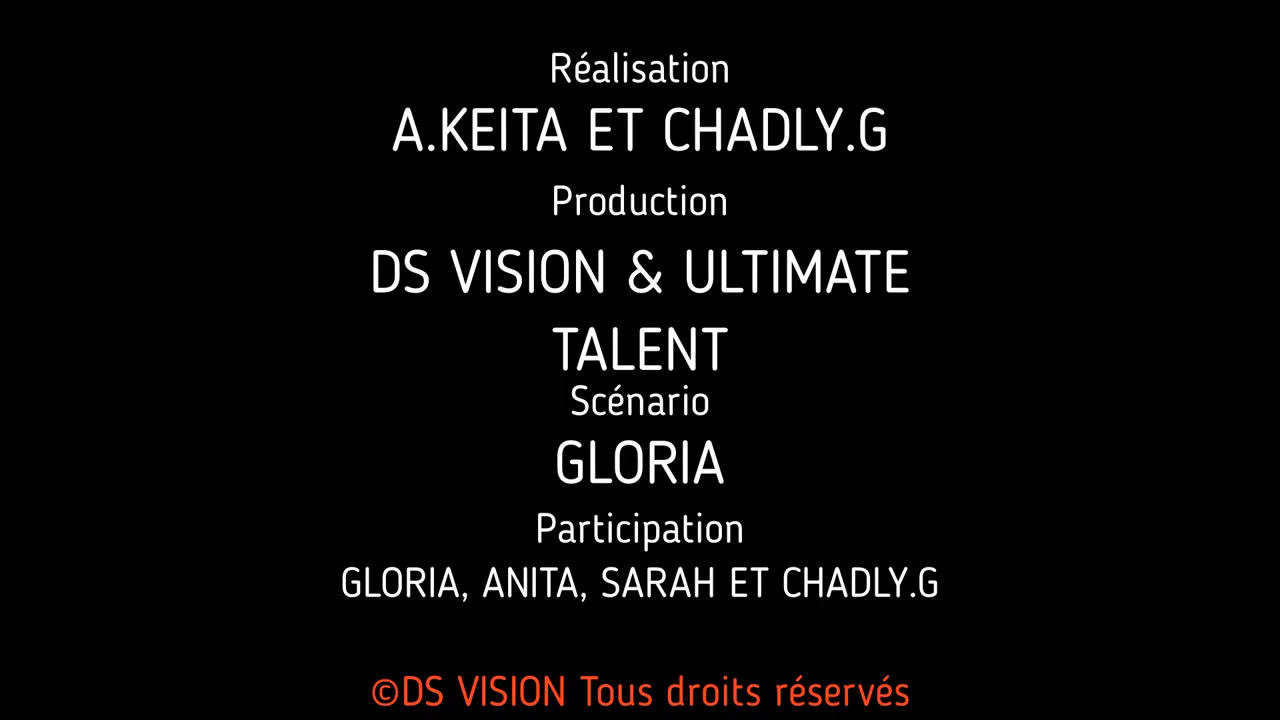 Réalisation
A.KEITA ET CHADLY.G
Production
DS VISION & ULTIMATE
TALENT
Scénario
GLORIA
Participation
GLORIA, ANITA, SARAH ET CHADLY.G
©DS VISION Tous droits réservés